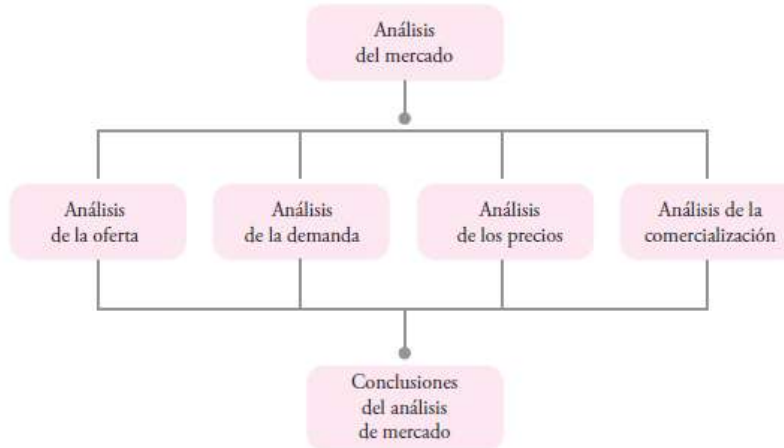 Análisis
del mercado
Análisis
de la oferta
Análisis
de la demanda
Análisis
de los precios
Análisis de la
comercialización
Conclusiones
del análisis
de mercado